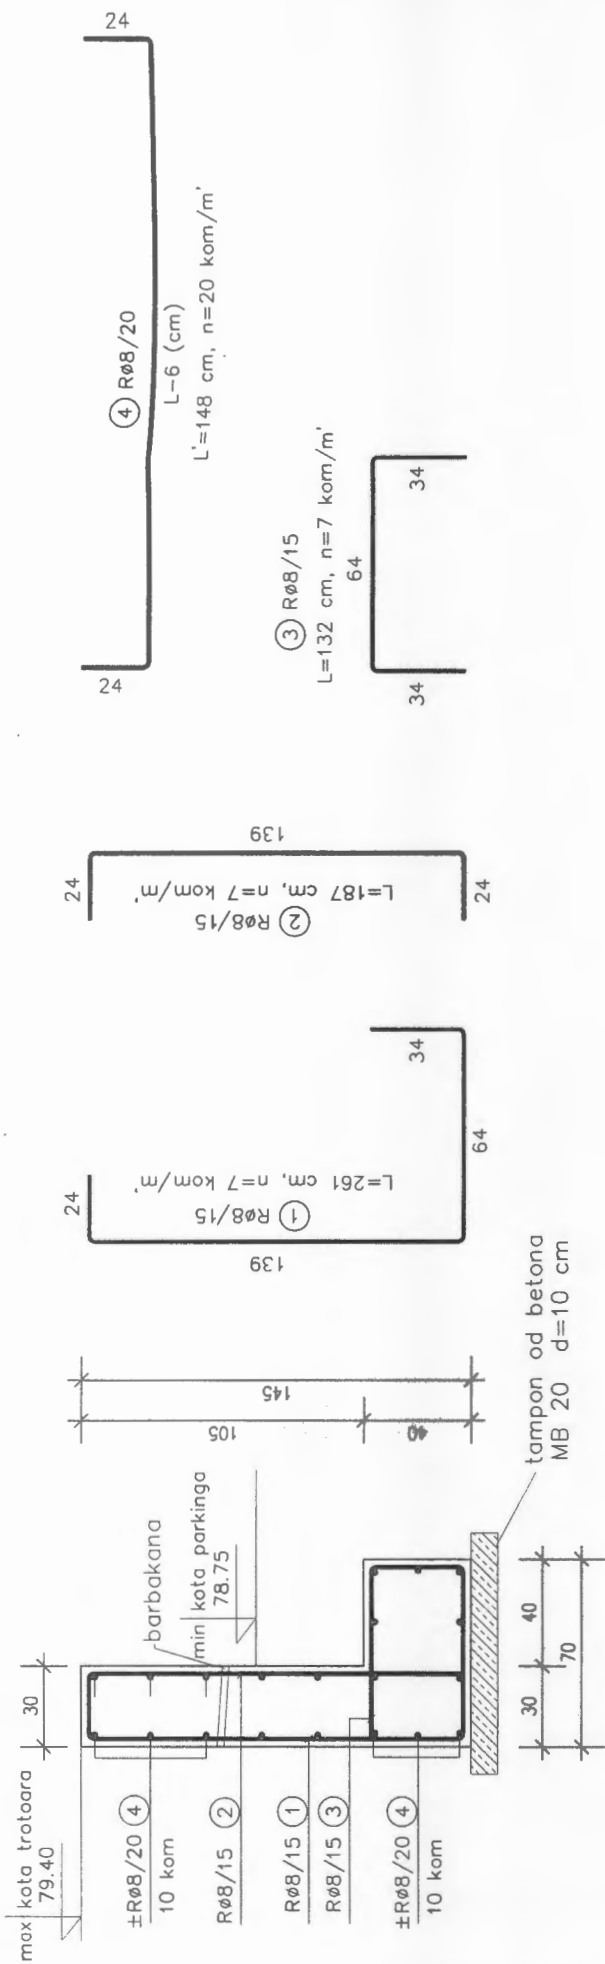 max kota trotoara
79.40
30
barbakana
min kota parkinga
78.75
±RØ8/20 4
10 kom
RØ8/15 2
RØ8/15 1
RØ8/15 3
±RØ8/20 4
10 kom
105
40
145
30
40
70
tampon od betona
MB 20 d=10 cm
24
139
1 RØ8/15
L=261 cm, n=7 kom/m'
34
64
24
139
2 RØ8/15
L=187 cm, n=7 kom/m'
24
3 RØ8/15
L=132 cm, n=7 kom/m'
64
34
34
24
4 RØ8/20
L-6 (cm)
L'=148 cm, n=20 kom/m'
24